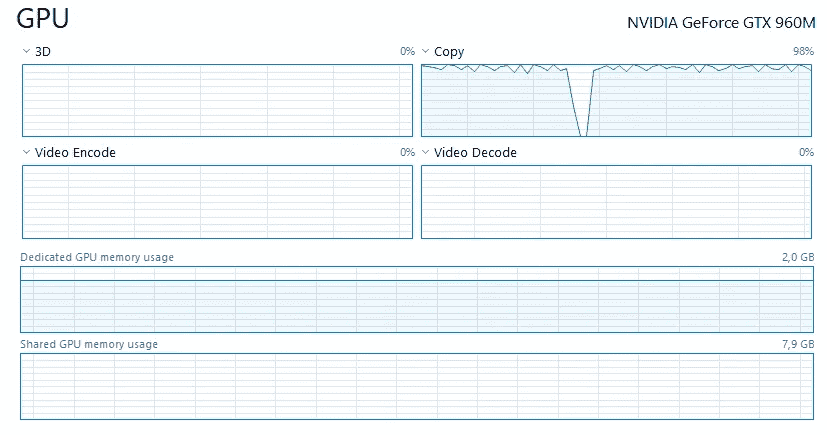 GPU NVIDIA GeForce GTX 960M
3D 0% Copy 98%
Video Encode 0% Video Decode 0%
Dedicated GPU memory usage 2,0 GB
Shared GPU memory usage 7,9 GB